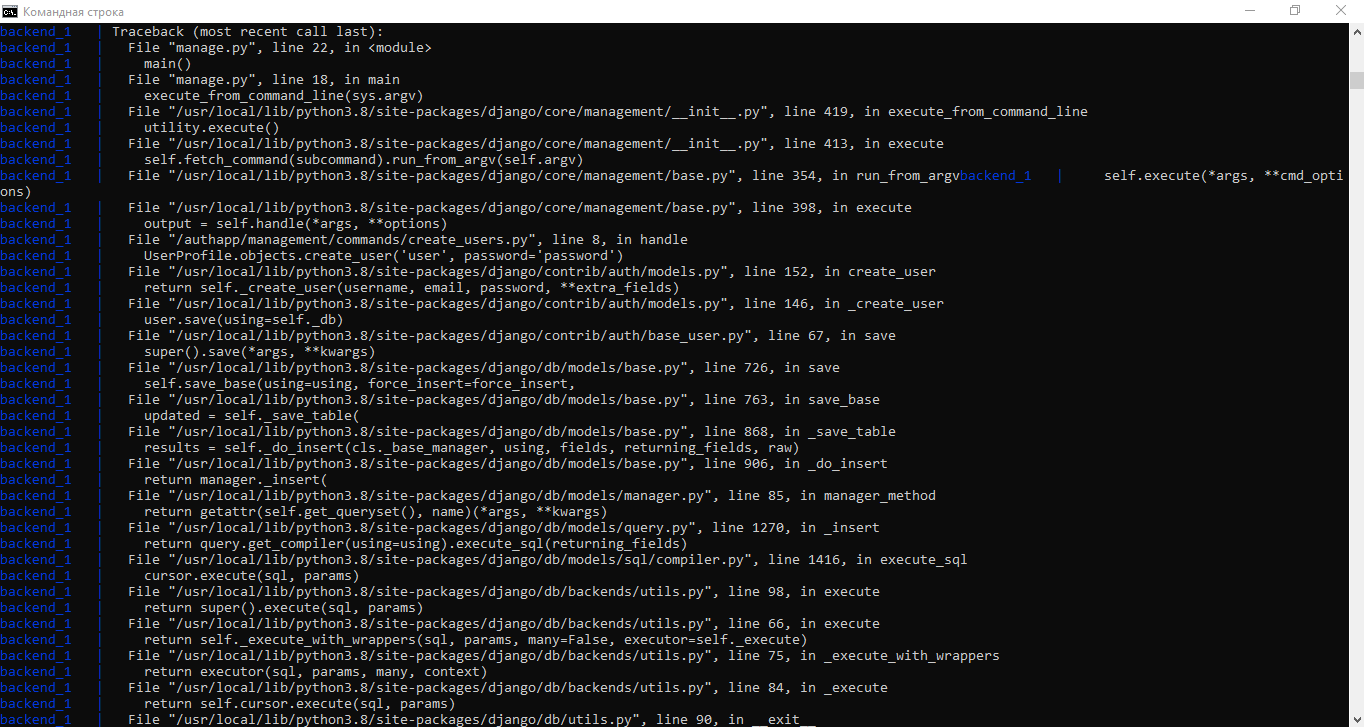 Командная строка
backend_1   | Traceback (most recent call last):
backend_1   |   File "manage.py", line 22, in <module>
backend_1   |     main()
backend_1   |   File "manage.py", line 18, in main
backend_1   |     execute_from_command_line(sys.argv)
backend_1   |   File "/usr/local/lib/python3.8/site-packages/django/core/management/__init__.py", line 419, in execute_from_command_line
backend_1   |     utility.execute()
backend_1   |   File "/usr/local/lib/python3.8/site-packages/django/core/management/__init__.py", line 413, in execute
backend_1   |     self.fetch_command(subcommand).run_from_argv(self.argv)
backend_1   |   File "/usr/local/lib/python3.8/site-packages/django/core/management/base.py", line 354, in run_from_argvbackend_1   |     self.execute(*args, **cmd_opti
ons)
backend_1   |   File "/usr/local/lib/python3.8/site-packages/django/core/management/base.py", line 398, in execute
backend_1   |     output = self.handle(*args, **options)
backend_1   |   File "/authapp/management/commands/create_users.py", line 8, in handle
backend_1   |     UserProfile.objects.create_user('user', password='password')
backend_1   |   File "/usr/local/lib/python3.8/site-packages/django/contrib/auth/models.py", line 152, in create_user
backend_1   |     return self._create_user(username, email, password, **extra_fields)
backend_1   |   File "/usr/local/lib/python3.8/site-packages/django/contrib/auth/models.py", line 146, in _create_user
backend_1   |     user.save(using=self._db)
backend_1   |   File "/usr/local/lib/python3.8/site-packages/django/contrib/auth/base_user.py", line 67, in save
backend_1   |     super().save(*args, **kwargs)
backend_1   |   File "/usr/local/lib/python3.8/site-packages/django/db/models/base.py", line 726, in save
backend_1   |     self.save_base(using=using, force_insert=force_insert,
backend_1   |   File "/usr/local/lib/python3.8/site-packages/django/db/models/base.py", line 763, in save_base
backend_1   |     updated = self._save_table(
backend_1   |   File "/usr/local/lib/python3.8/site-packages/django/db/models/base.py", line 868, in _save_table
backend_1   |     results = self._do_insert(cls._base_manager, using, fields, returning_fields, raw)
backend_1   |   File "/usr/local/lib/python3.8/site-packages/django/db/models/base.py", line 906, in _do_insert
backend_1   |     return manager._insert(
backend_1   |   File "/usr/local/lib/python3.8/site-packages/django/db/models/manager.py", line 85, in manager_method
backend_1   |     return getattr(self.get_queryset(), name)(*args, **kwargs)
backend_1   |   File "/usr/local/lib/python3.8/site-packages/django/db/models/query.py", line 1270, in _insert
backend_1   |     return query.get_compiler(using=using).execute_sql(returning_fields)
backend_1   |   File "/usr/local/lib/python3.8/site-packages/django/db/models/sql/compiler.py", line 1416, in execute_sql
backend_1   |     cursor.execute(sql, params)
backend_1   |   File "/usr/local/lib/python3.8/site-packages/django/db/backends/utils.py", line 98, in execute
backend_1   |     return super().execute(sql, params)
backend_1   |   File "/usr/local/lib/python3.8/site-packages/django/db/backends/utils.py", line 66, in execute
backend_1   |     return self._execute_with_wrappers(sql, params, many=False, executor=self._execute)
backend_1   |   File "/usr/local/lib/python3.8/site-packages/django/db/backends/utils.py", line 75, in _execute_with_wrappers
backend_1   |     return executor(sql, params, many, context)
backend_1   |   File "/usr/local/lib/python3.8/site-packages/django/db/backends/utils.py", line 84, in _execute
backend_1   |     return self.cursor.execute(sql, params)
backend_1   |   File "/usr/local/lib/python3.8/site-packages/django/db/utils.py", line 90, in __exit__